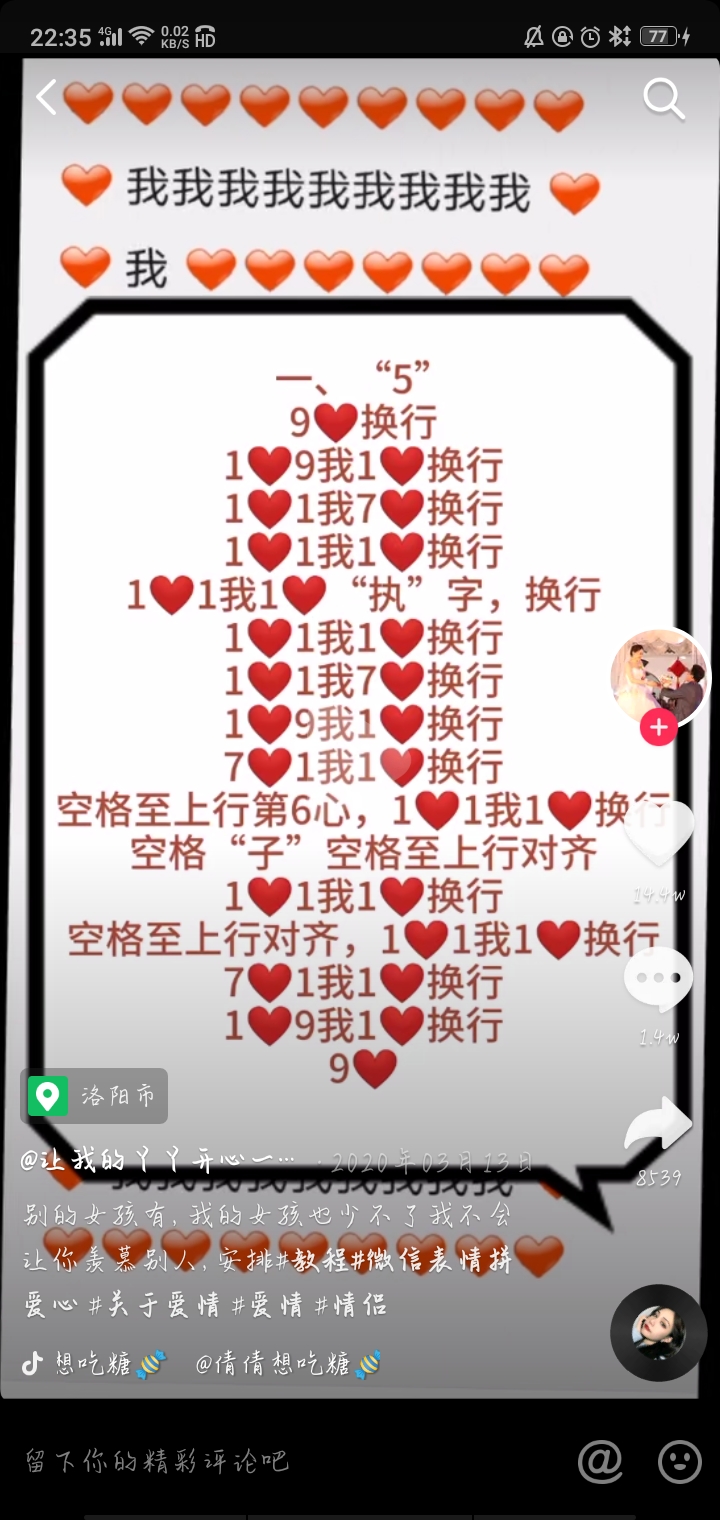 22:35 4G 0.02 KB/S HD 77
我我我我我我我我我
我
一、“5”
9❤换行
1❤9我1❤换行
1❤1我7❤换行
1❤1我1❤换行
1❤1我1❤“执”字，换行
1❤1我1❤换行
1❤1我7❤换行
1❤9我1❤换行
7❤1我1❤换行
空格至上行第6心，1❤1我1❤换行
空格“子”空格至上行对齐
1❤1我1❤换行
空格至上行对齐，1❤1我1❤换行
7❤1我1❤换行
1❤9我1❤换行
9❤
14.4w
1.4w
8539
洛阳市
@让我的丫丫开心一… ·2020年03月13日
我我我我我我我我我
别的女孩有,我的女孩也少不了我不会
让你羡慕别人,安排#教程#微信表情拼
爱心 #关于爱情 #爱情 #情侣
想吃糖🍬 @倩倩想吃糖🍬
留下你的精彩评论吧